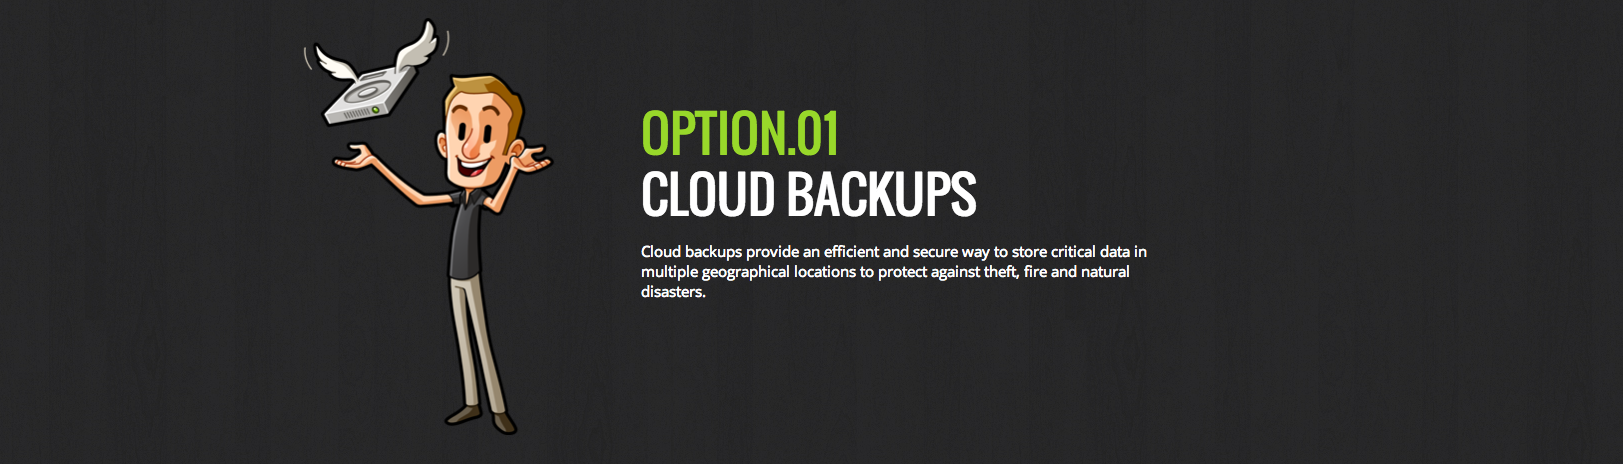 OPTION.01
CLOUD BACKUPS
Cloud backups provide an efficient and secure way to store critical data in
multiple geographical locations to protect against theft, fire and natural
disasters.